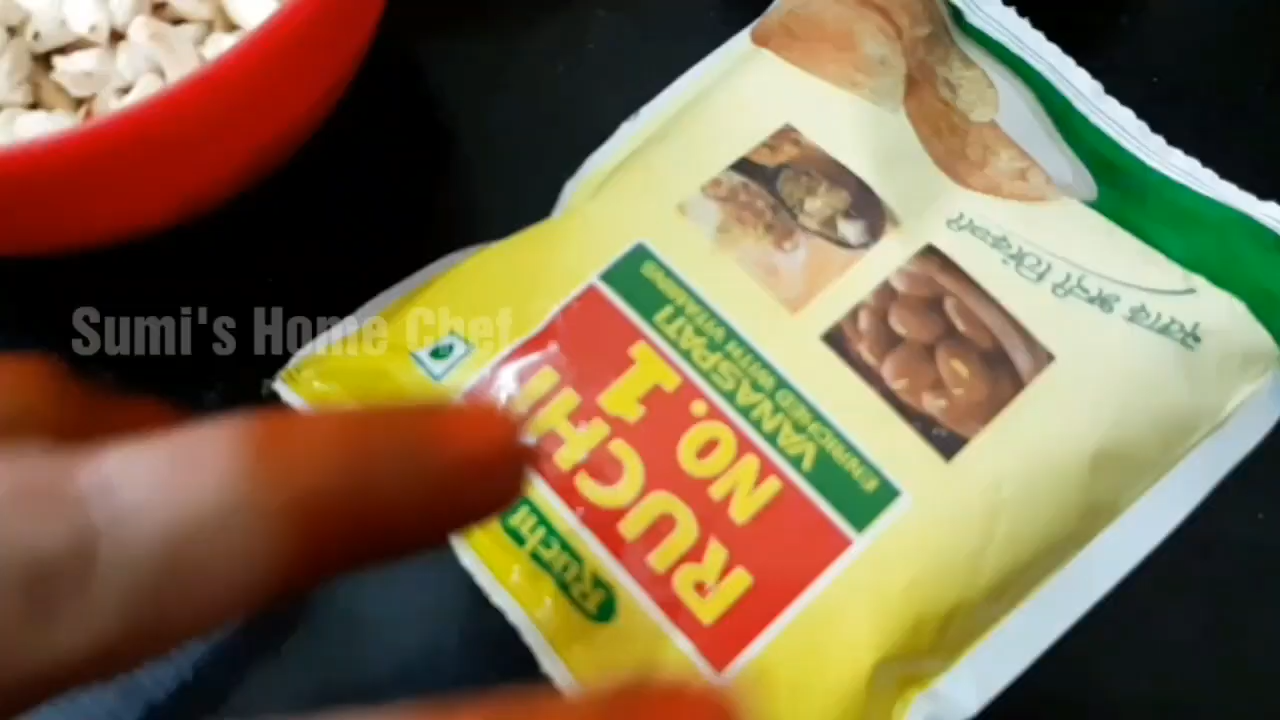 Sumi's Home Chef
Ruchi
RUCHI
NO. 1
VANASPATI
ENRICHED WITH VITAMINS